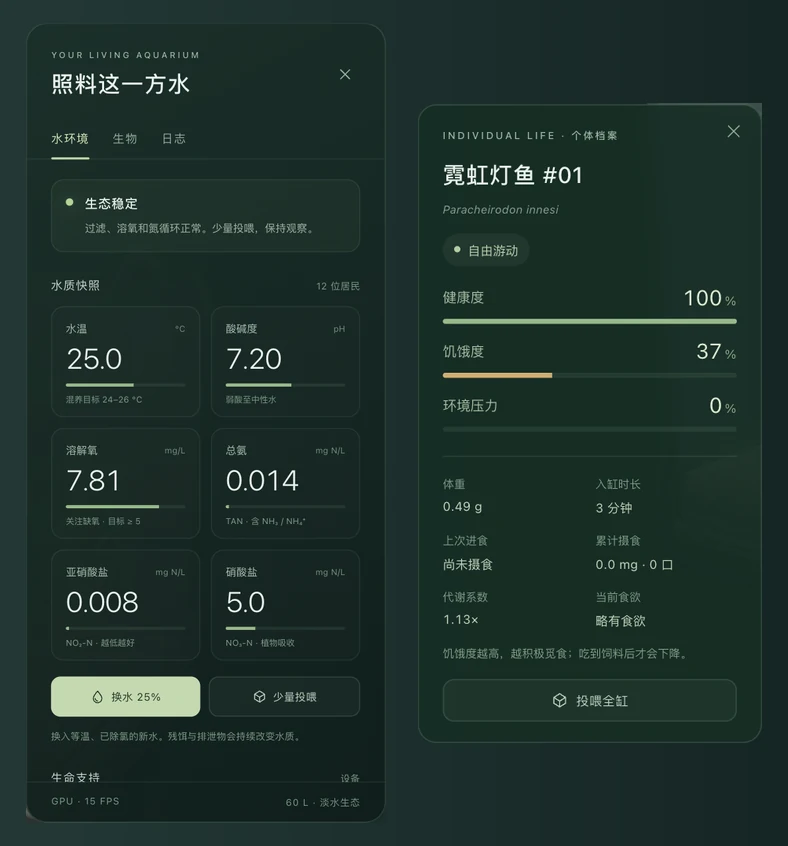 YOUR LIVING AQUARIUM
照料这一方水
水环境 生物 日志
生态稳定
过滤、溶氧和氮循环正常。少量投喂，保持观察。
水质快照 12 位居民
水温 °C
25.0
混养目标 24–26 °C
酸碱度 pH
7.20
弱酸至中性水
溶解氧 mg/L
7.81
关注缺氧 · 目标 ≥ 5
总氨 mg N/L
0.014
TAN · 含 NH₃ / NH₄⁺
亚硝酸盐 mg N/L
0.008
NO₂-N · 越低越好
硝酸盐 mg N/L
5.0
NO₃-N · 植物吸收
换水 25%
少量投喂
换入等温、已除氯的新水。残饵与排泄物会持续改变水质。
生命支持 设备
GPU · 15 FPS 60 L · 淡水生态
INDIVIDUAL LIFE · 个体档案
霓虹灯鱼 #01
Paracheirodon innesi
自由游动
健康度 100 %
饥饿度 37 %
环境压力 0 %
体重 入缸时长
0.49 g 3 分钟
上次进食 累计摄食
尚未摄食 0.0 mg · 0 口
代谢系数 当前食欲
1.13× 略有食欲
饥饿度越高，越积极觅食；吃到饲料后才会下降。
投喂全缸